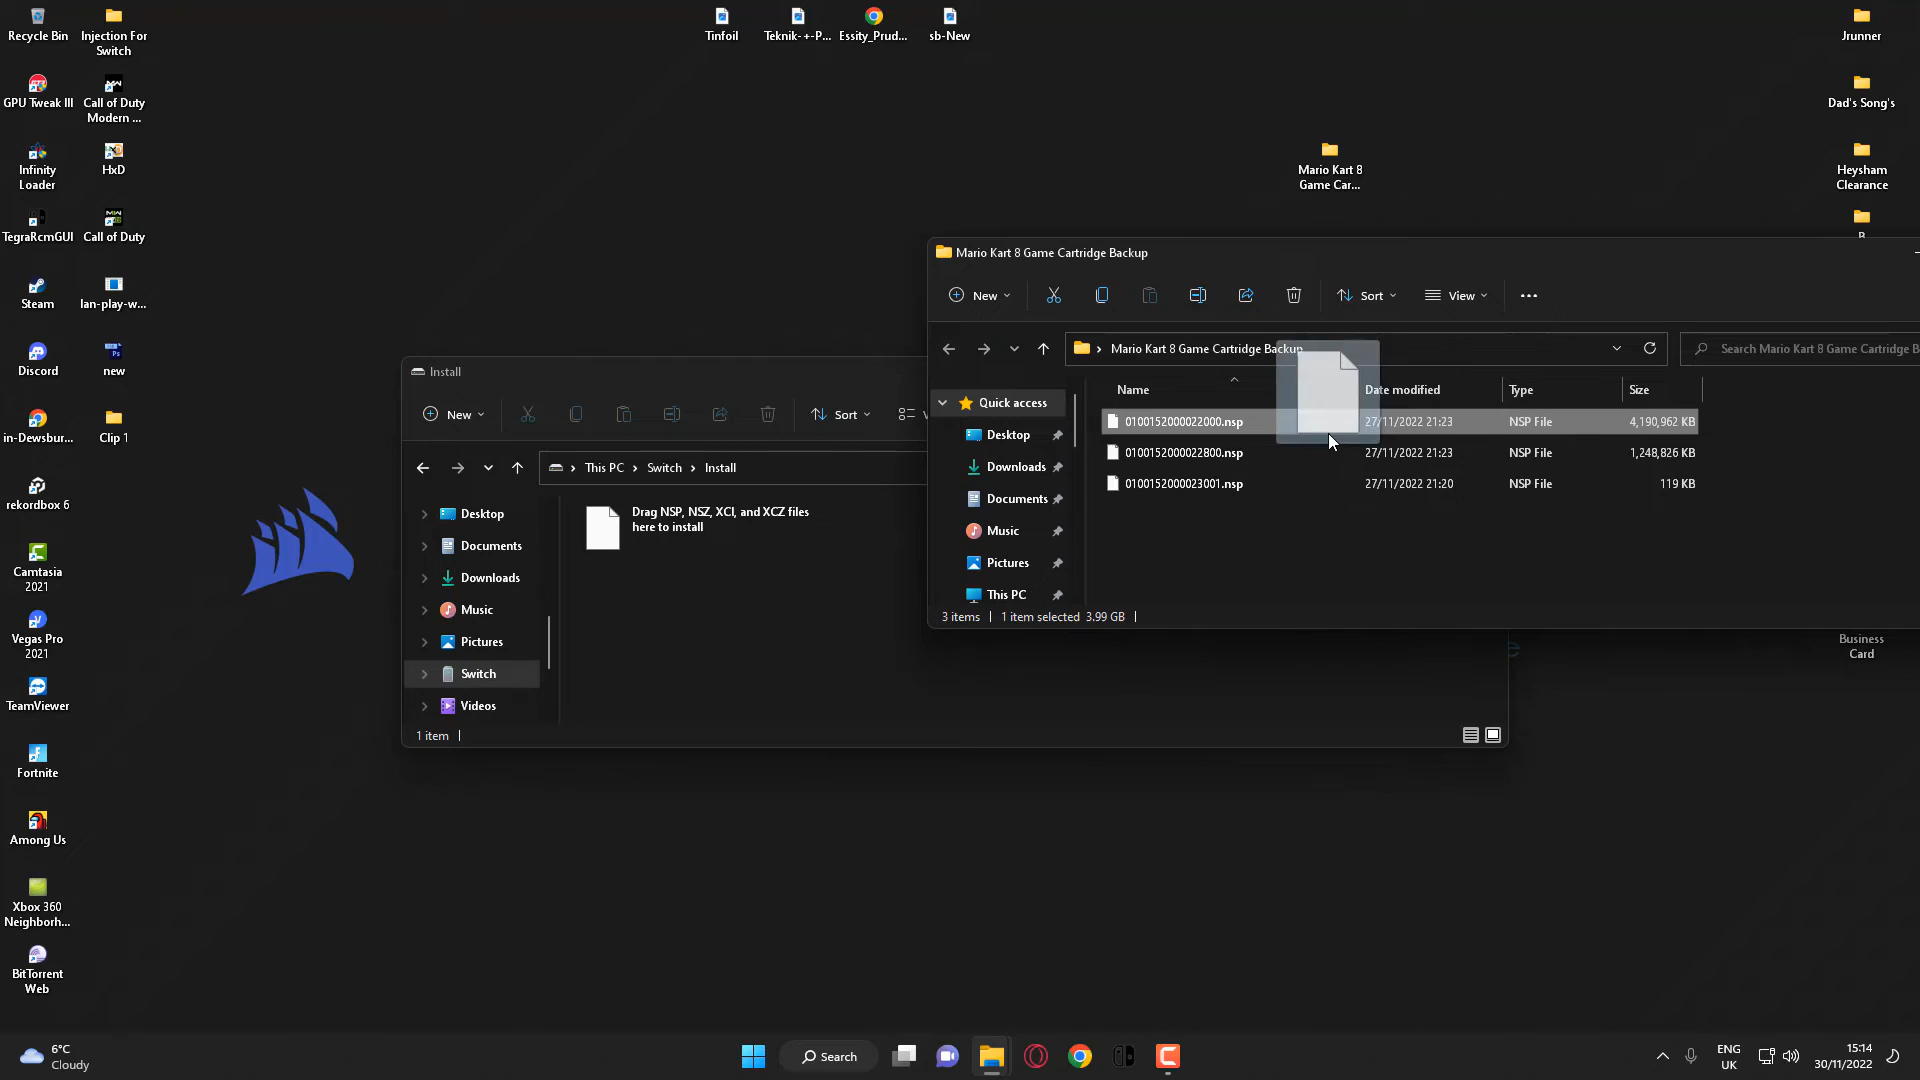 Recycle Bin
Injection For
Switch
GPU Tweak III
Call of Duty
Modern ...
Infinity
Loader
HxD
TegraRcmGUI
Call of Duty
Steam
lan-play-w...
Discord
new
in-Dewsbur...
Clip 1
rekordbox 6
Camtasia
2021
Vegas Pro
2021
TeamViewer
Fortnite
Among Us
Xbox 360
Neighborh...
BitTorrent
Web
Tinfoil
Teknik-+-P...
Essity_Prud...
sb-New
Mario Kart 8
Game Car...
Jrunner
Dad's Song's
Heysham
Clearance
Business
Card
Install
New
Sort
This PC
Switch
Install
Desktop
Documents
Downloads
Music
Pictures
Switch
Videos
Drag NSP, NSZ, XCI, and XCZ files
here to install
1 item
Mario Kart 8 Game Cartridge Backup
New
Sort
View
Mario Kart 8 Game Cartridge Backup
Search Mario Kart 8 Game Cartridge B
Quick access
Desktop
Downloads
Documents
Music
Pictures
This PC
Name
Date modified
Type
Size
0100152000022000.nsp 27/11/2022 21:23 NSP File 4,190,962 KB
0100152000022800.nsp 27/11/2022 21:23 NSP File 1,248,826 KB
0100152000023001.nsp 27/11/2022 21:20 NSP File 119 KB
3 items
1 item selected 3.99 GB
6°C
Cloudy
Search
ENG
UK
15:14
30/11/2022